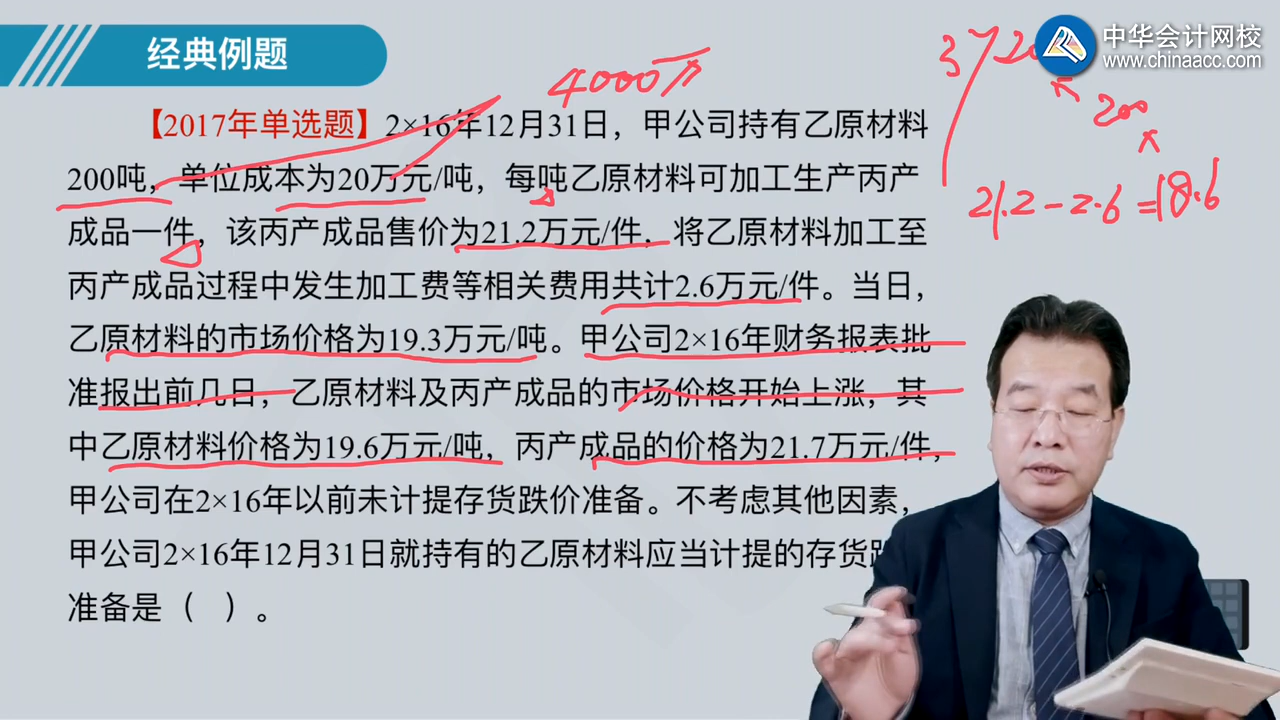 经典例题
中华会计网校
www.chinaacc.com
4000万
200
21.2-2.6=18.6
【2017年单选题】2×16年12月31日，甲公司持有乙原材料
200吨，单位成本为20万元/吨，每吨乙原材料可加工生产丙产
成品一件，该丙产成品售价为21.2万元/件，将乙原材料加工至
丙产成品过程中发生加工费等相关费用共计2.6万元/件。当日，
乙原材料的市场价格为19.3万元/吨。甲公司2×16年财务报表批
准报出前几日，乙原材料及丙产成品的市场价格开始上涨，其
中乙原材料价格为19.6万元/吨，丙产成品的价格为21.7万元/件，
甲公司在2×16年以前未计提存货跌价准备。不考虑其他因素，
甲公司2×16年12月31日就持有的乙原材料应当计提的存货
准备是（ ）。